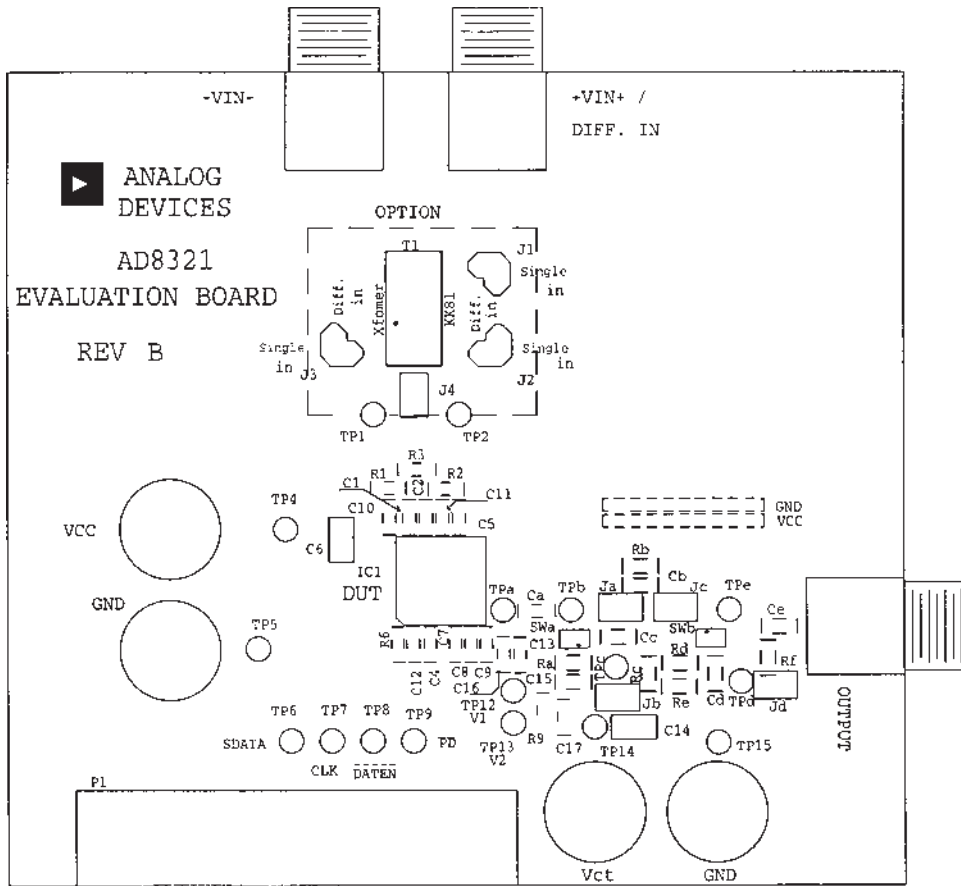 -VIN-
+VIN+ /
DIFF. IN
ANALOG
DEVICES
OPTION
AD8321
EVALUATION BOARD
REV B
T1
J1
Single
in
Diff.
in
Xfomer
KK81
Diff.
in
Single
in
J3
Single
in
J2
J4
TP1
TP2
R3
R1
C2
R2
C1
C11
C10
C5
TP4
VCC
C6
IC1
DUT
GND
VCC
Rb
Cb
TPa
Ca
TPb
Ja
Jc
TPe
GND
TP5
SWa
SWb
Ce
R6
C7
C13
Cc
Rd
Rf
Ra
TPc
Rc
C12
C4
C8
C9
C15
C16
Re
Cd
TPd
Jd
TP12
V1
Jb
OUTPUT
TP6
TP7
TP8
TP9
SDATA
PD
CLK
DATEN
TP13
V2
R9
C17
TP14
C14
TP15
P1
Vct
GND